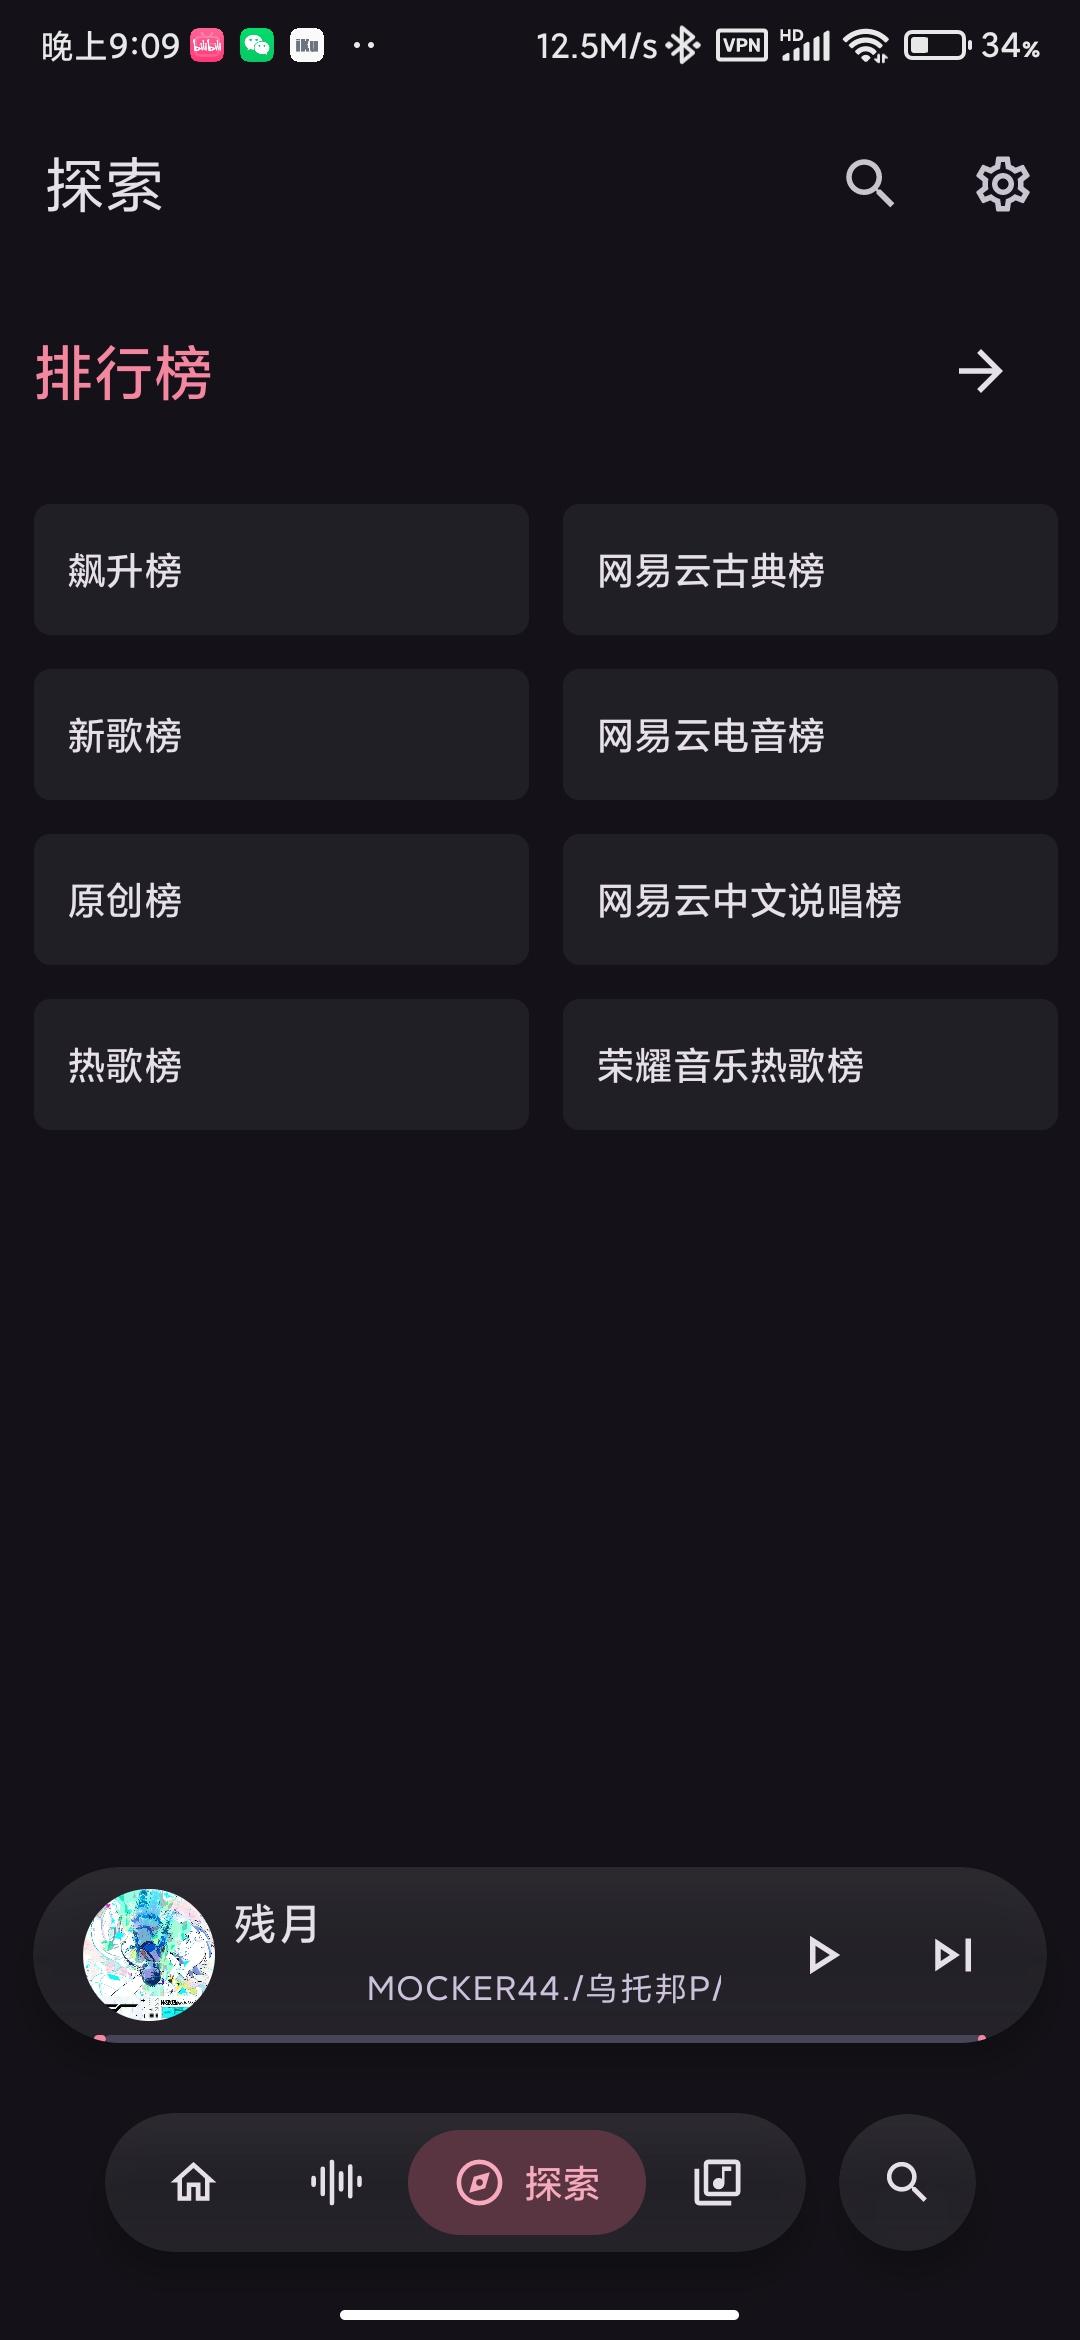 晚上9:09 bilibili iKu 12.5M/s VPN HD 34%
探索
排行榜
飙升榜 网易云古典榜
新歌榜 网易云电音榜
原创榜 网易云中文说唱榜
热歌榜 荣耀音乐热歌榜
残月
MOCKER44./乌托邦P/
探索